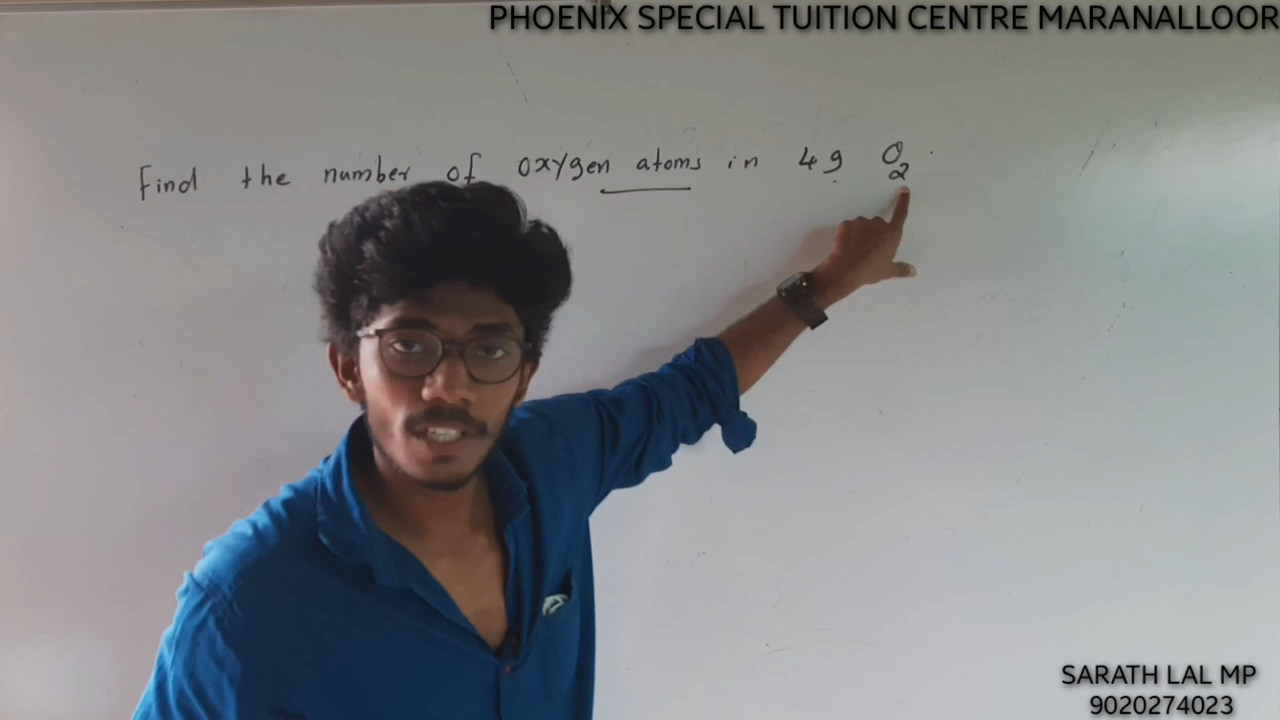 PHOENIX SPECIAL TUITION CENTRE MARANALLOOR
Find the number of oxygen atoms in 4g O2.
SARATH LAL MP
9020274023